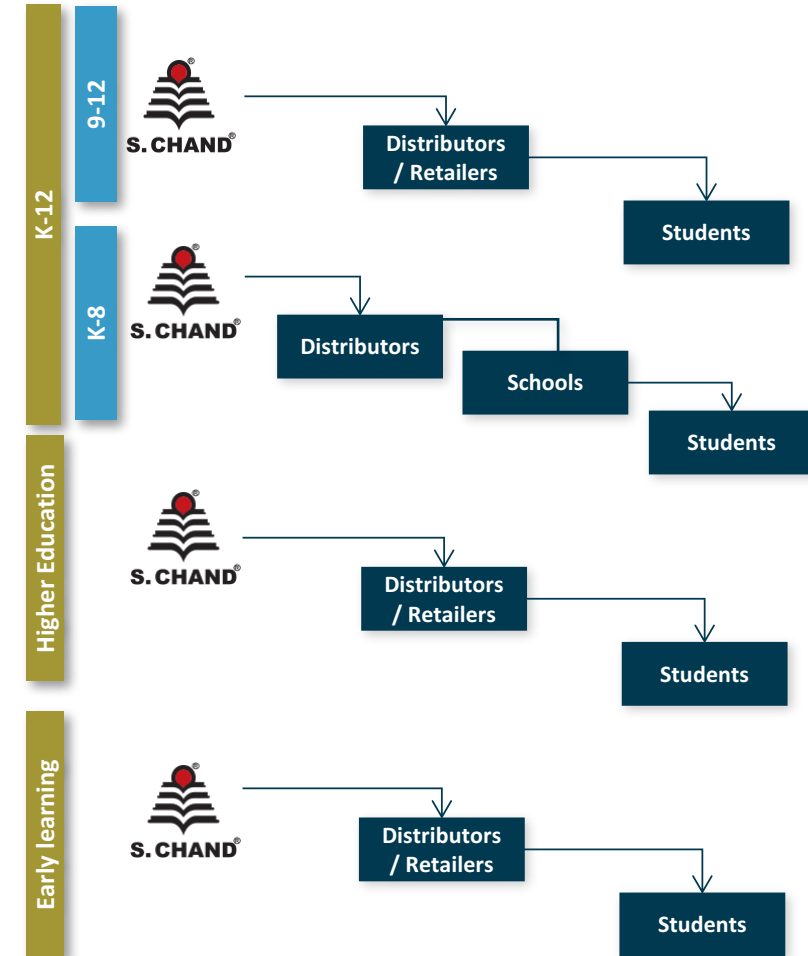 K-12
9-12
®
S. CHAND®
Distributors
/ Retailers
Students
K-8
®
S. CHAND®
Distributors
Schools
Students
Higher Education
®
S. CHAND®
Distributors
/ Retailers
Students
Early learning
®
S. CHAND®
Distributors
/ Retailers
Students